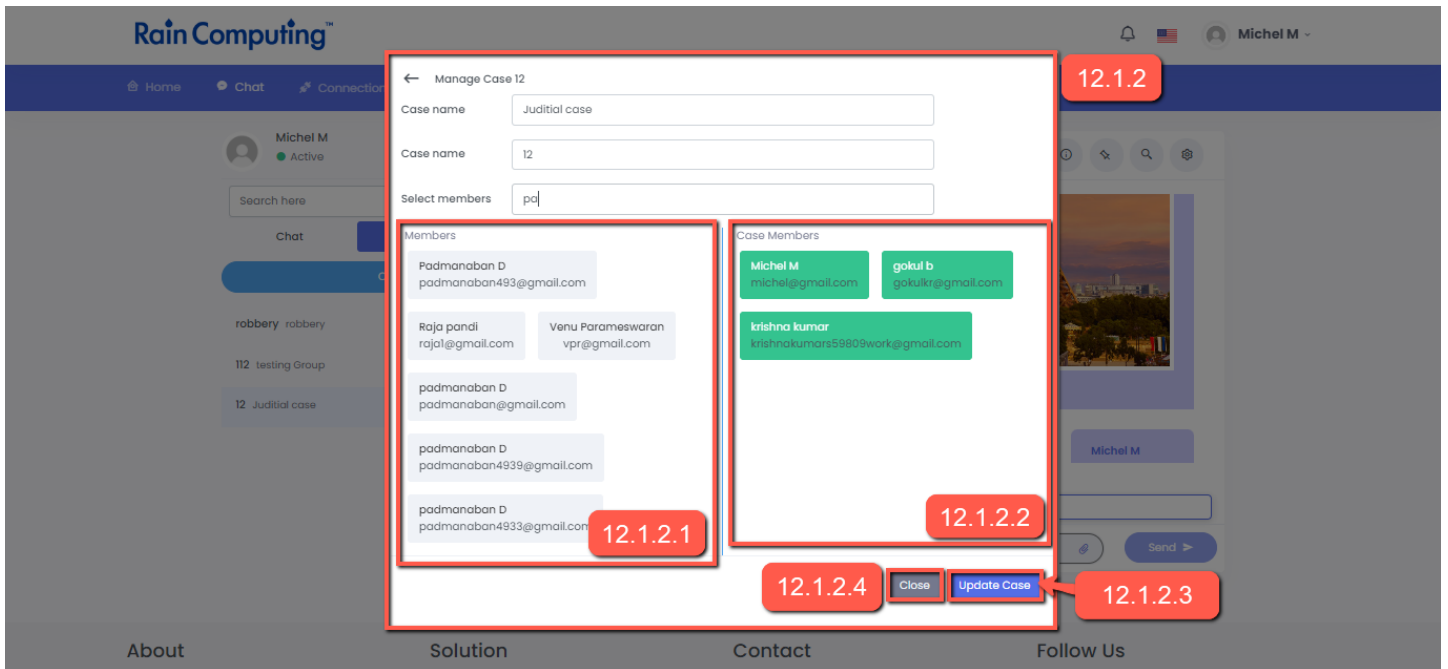 Rain Computing™
Michel M
Home
Chat
Connection
12.1.2
Manage Case 12
Case name
Juditial case
Case name
12
Select members
pa
Michel M
Active
Search here
Chat
robbery robbery
112 testing Group
12 Juditial case
Members
Padmanaban D
padmanaban493@gmail.com
Raja pandi
raja1@gmail.com
Venu Parameswaran
vpr@gmail.com
padmanaban D
padmanaban@gmail.com
padmanaban D
padmanaban4939@gmail.com
padmanaban D
padmanaban4933@gmail.com
12.1.2.1
Case Members
Michel M
michel@gmail.com
gokul b
gokulkr@gmail.com
krishna kumar
krishnakumars59809work@gmail.com
12.1.2.2
Michel M
Send
12.1.2.4
Close
Update Case
12.1.2.3
About
Solution
Contact
Follow Us